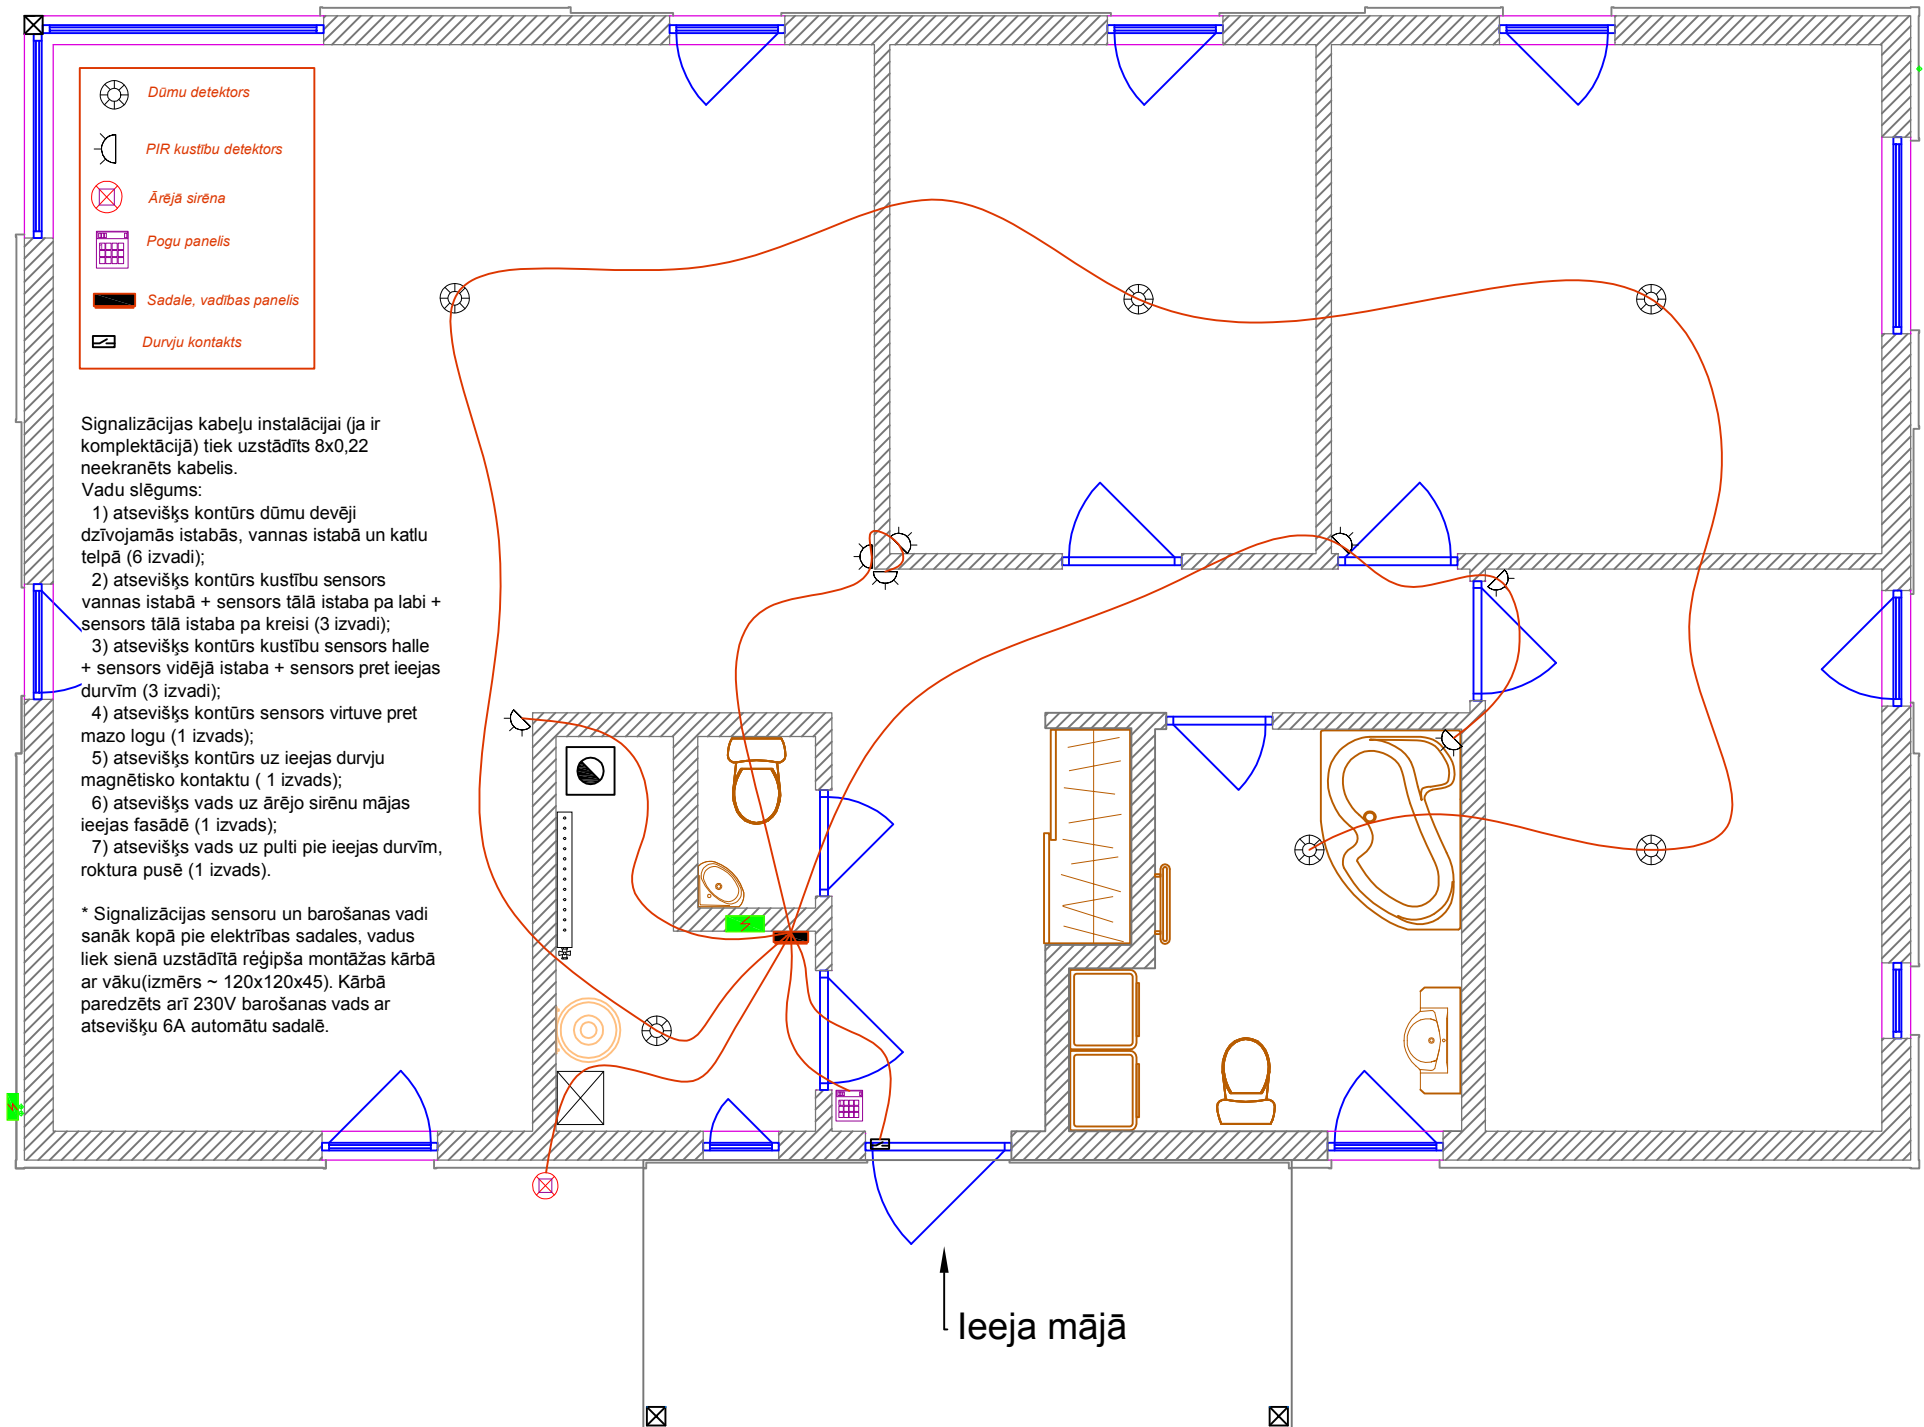 Dūmu detektors
PIR kustību detektors
Ārējā sirēna
Pogu panelis
Sadale, vadības panelis
Durvju kontakts
Signalizācijas kabeļu instalācijai (ja ir
komplektācijā) tiek uzstādīts 8x0,22
neekranēts kabelis.
Vadu slēgums:
1) atsevišķs kontūrs dūmu devēji
dzīvojamās istabās, vannas istabā un katlu
telpā (6 izvadi);
2) atsevišķs kontūrs kustību sensors
vannas istabā + sensors tālā istaba pa labi +
sensors tālā istaba pa kreisi (3 izvadi);
3) atsevišķs kontūrs kustību sensors halle
+ sensors vidējā istaba + sensors pret ieejas
durvīm (3 izvadi);
4) atsevišķs kontūrs sensors virtuve pret
mazo logu (1 izvads);
5) atsevišķs kontūrs uz ieejas durvju
magnētisko kontaktu ( 1 izvads);
6) atsevišķs vads uz ārējo sirēnu mājas
ieejas fasādē (1 izvads);
7) atsevišķs vads uz pulti pie ieejas durvīm,
roktura pusē (1 izvads).
* Signalizācijas sensoru un barošanas vadi
sanāk kopā pie elektrības sadales, vadus
liek sienā uzstādītā reģipša montāžas kārbā
ar vāku(izmērs ~ 120x120x45). Kārbā
paredzēts arī 230V barošanas vads ar
atsevišķu 6A automātu sadalē.
Ieeja mājā